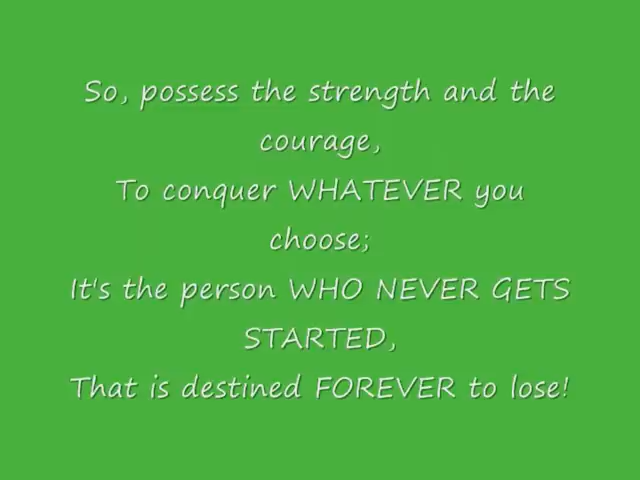 So, possess the strength and the
courage,
To conquer WHATEVER you
choose;
It's the person WHO NEVER GETS
STARTED,
That is destined FOREVER to lose!